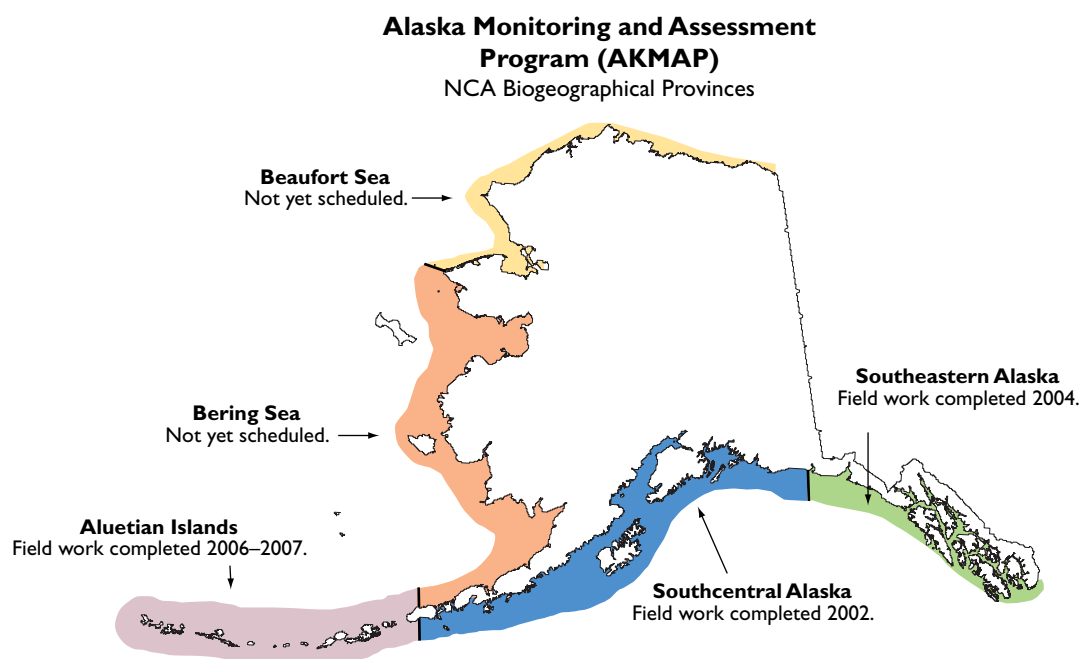 Alaska Monitoring and Assessment
Program (AKMAP)
NCA Biogeographical Provinces
Beaufort Sea
Not yet scheduled.
Southeastern Alaska
Field work completed 2004.
Bering Sea
Not yet scheduled.
Aluetian Islands
Field work completed 2006–2007.
Southcentral Alaska
Field work completed 2002.